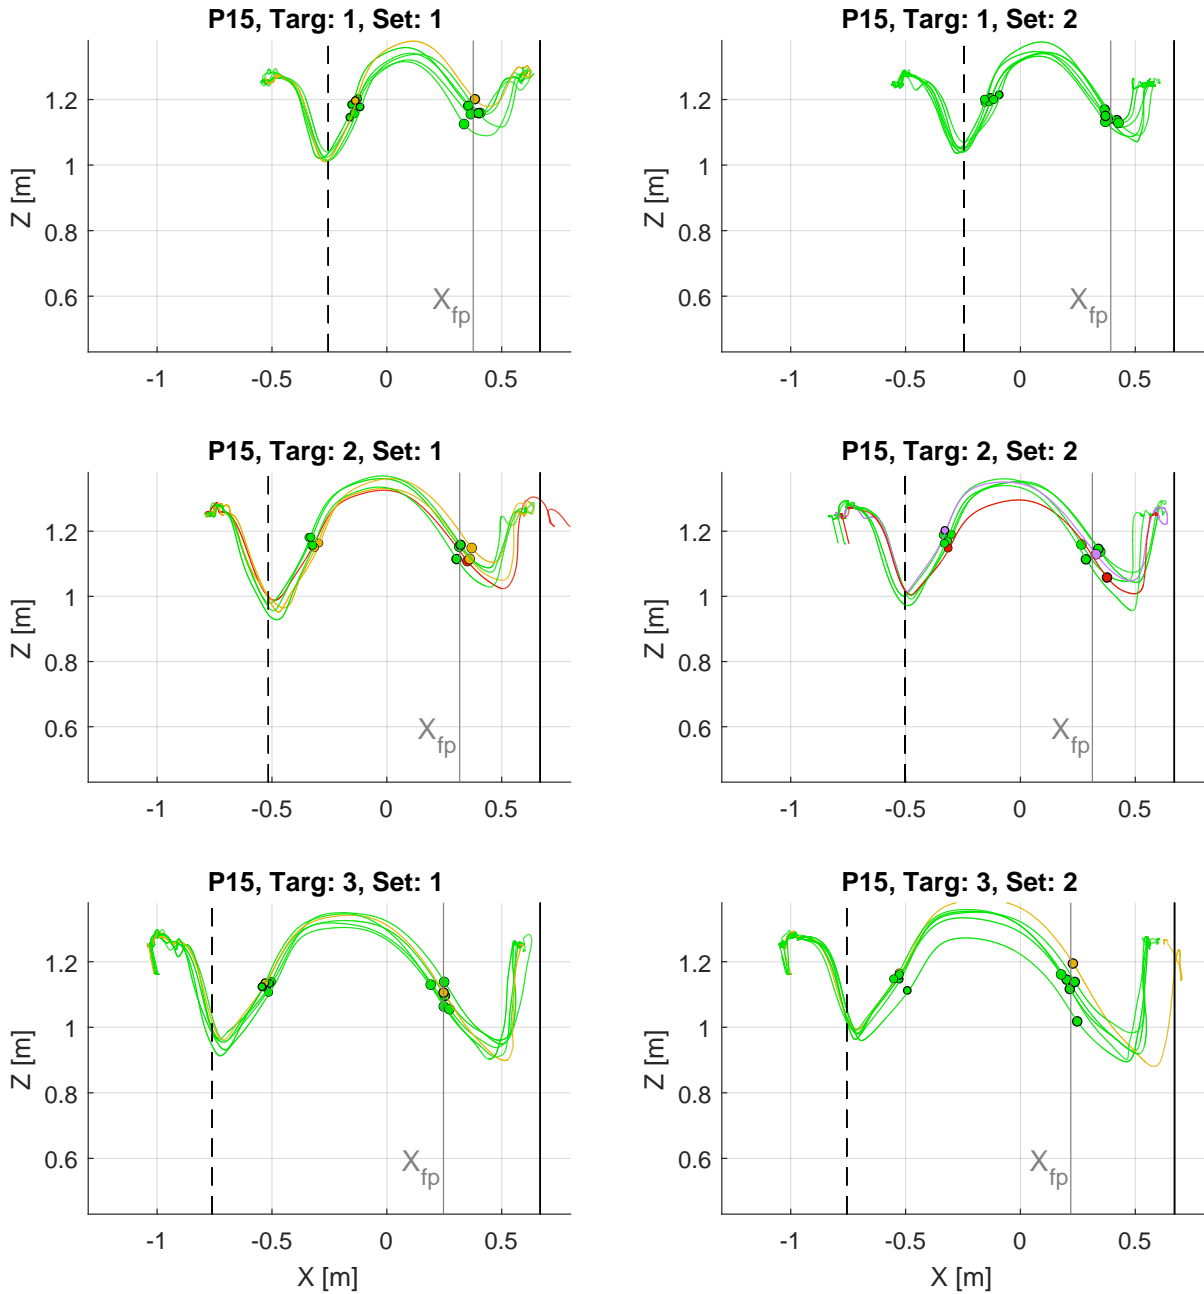 P15, Targ: 1, Set: 1
Z [m]
1.2
1
0.8
0.6
X_fp
-1 -0.5 0 0.5
P15, Targ: 1, Set: 2
Z [m]
1.2
1
0.8
0.6
X_fp
-1 -0.5 0 0.5
P15, Targ: 2, Set: 1
Z [m]
1.2
1
0.8
0.6
X_fp
-1 -0.5 0 0.5
P15, Targ: 2, Set: 2
Z [m]
1.2
1
0.8
0.6
X_fp
-1 -0.5 0 0.5
P15, Targ: 3, Set: 1
Z [m]
1.2
1
0.8
0.6
X_fp
-1 -0.5 0 0.5
X [m]
P15, Targ: 3, Set: 2
Z [m]
1.2
1
0.8
0.6
X_fp
-1 -0.5 0 0.5
X [m]